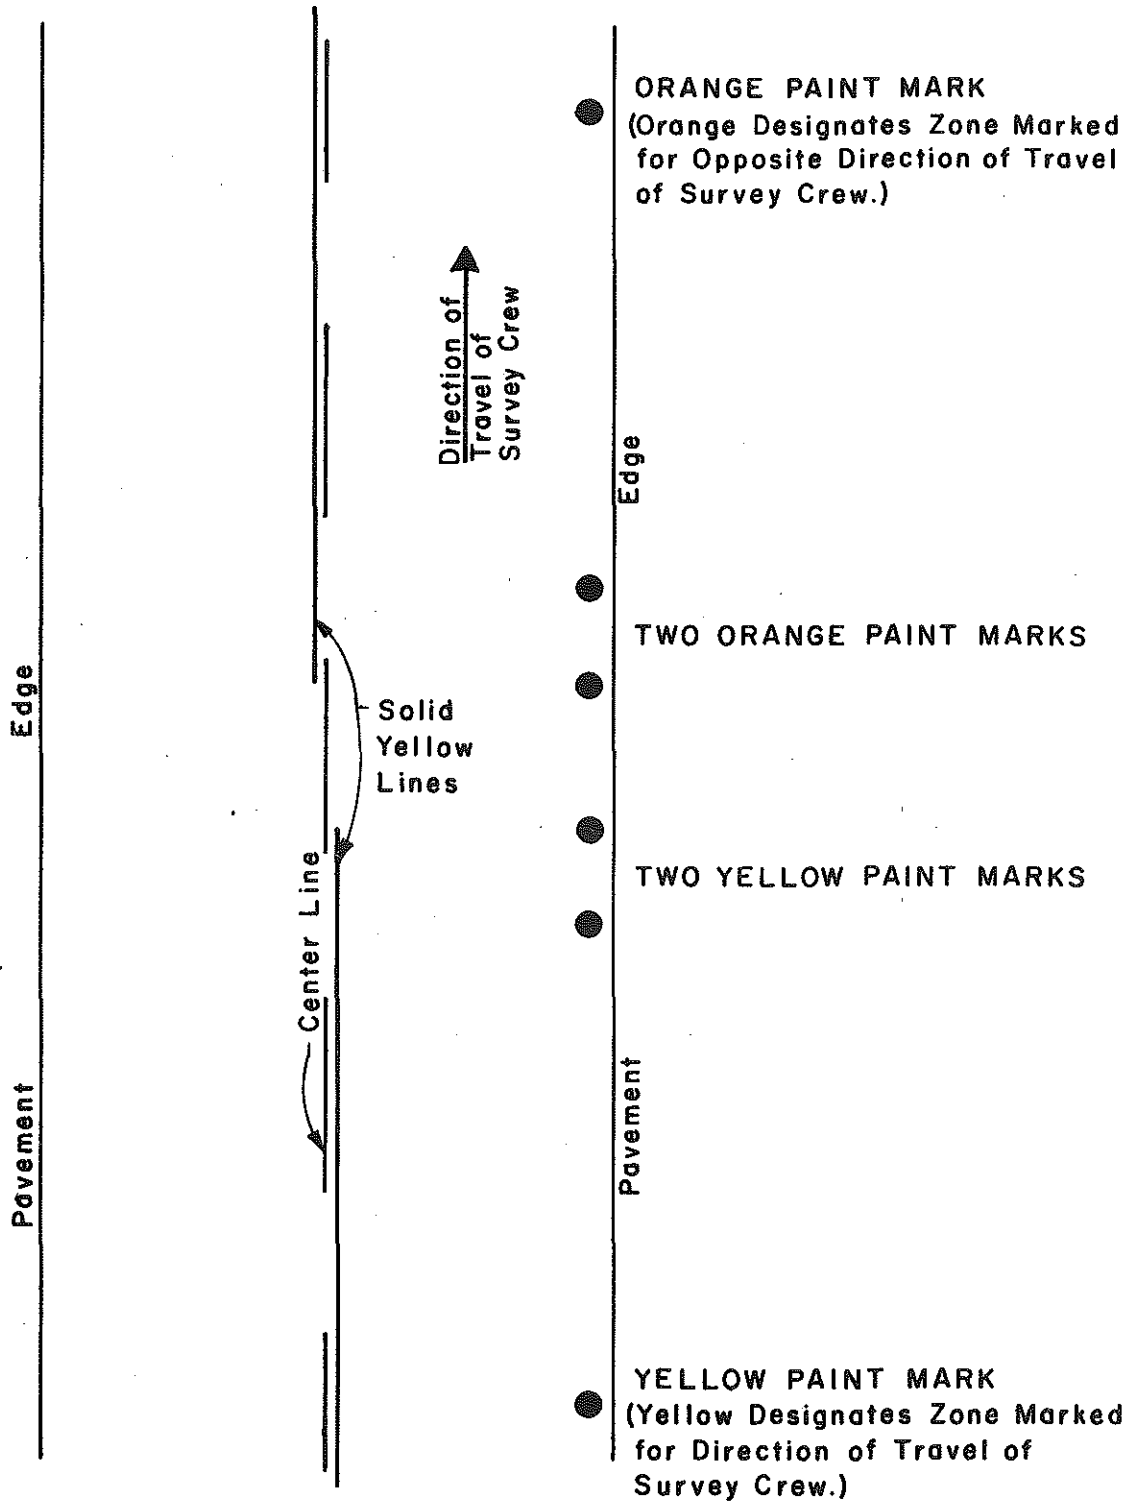 ORANGE PAINT MARK
(Orange Designates Zone Marked
for Opposite Direction of Travel
of Survey Crew.)
Direction of
Travel of
Survey Crew
Edge
TWO ORANGE PAINT MARKS
Edge
Solid
Yellow
Lines
Center Line
TWO YELLOW PAINT MARKS
Pavement
Pavement
YELLOW PAINT MARK
(Yellow Designates Zone Marked
for Direction of Travel of
Survey Crew.)